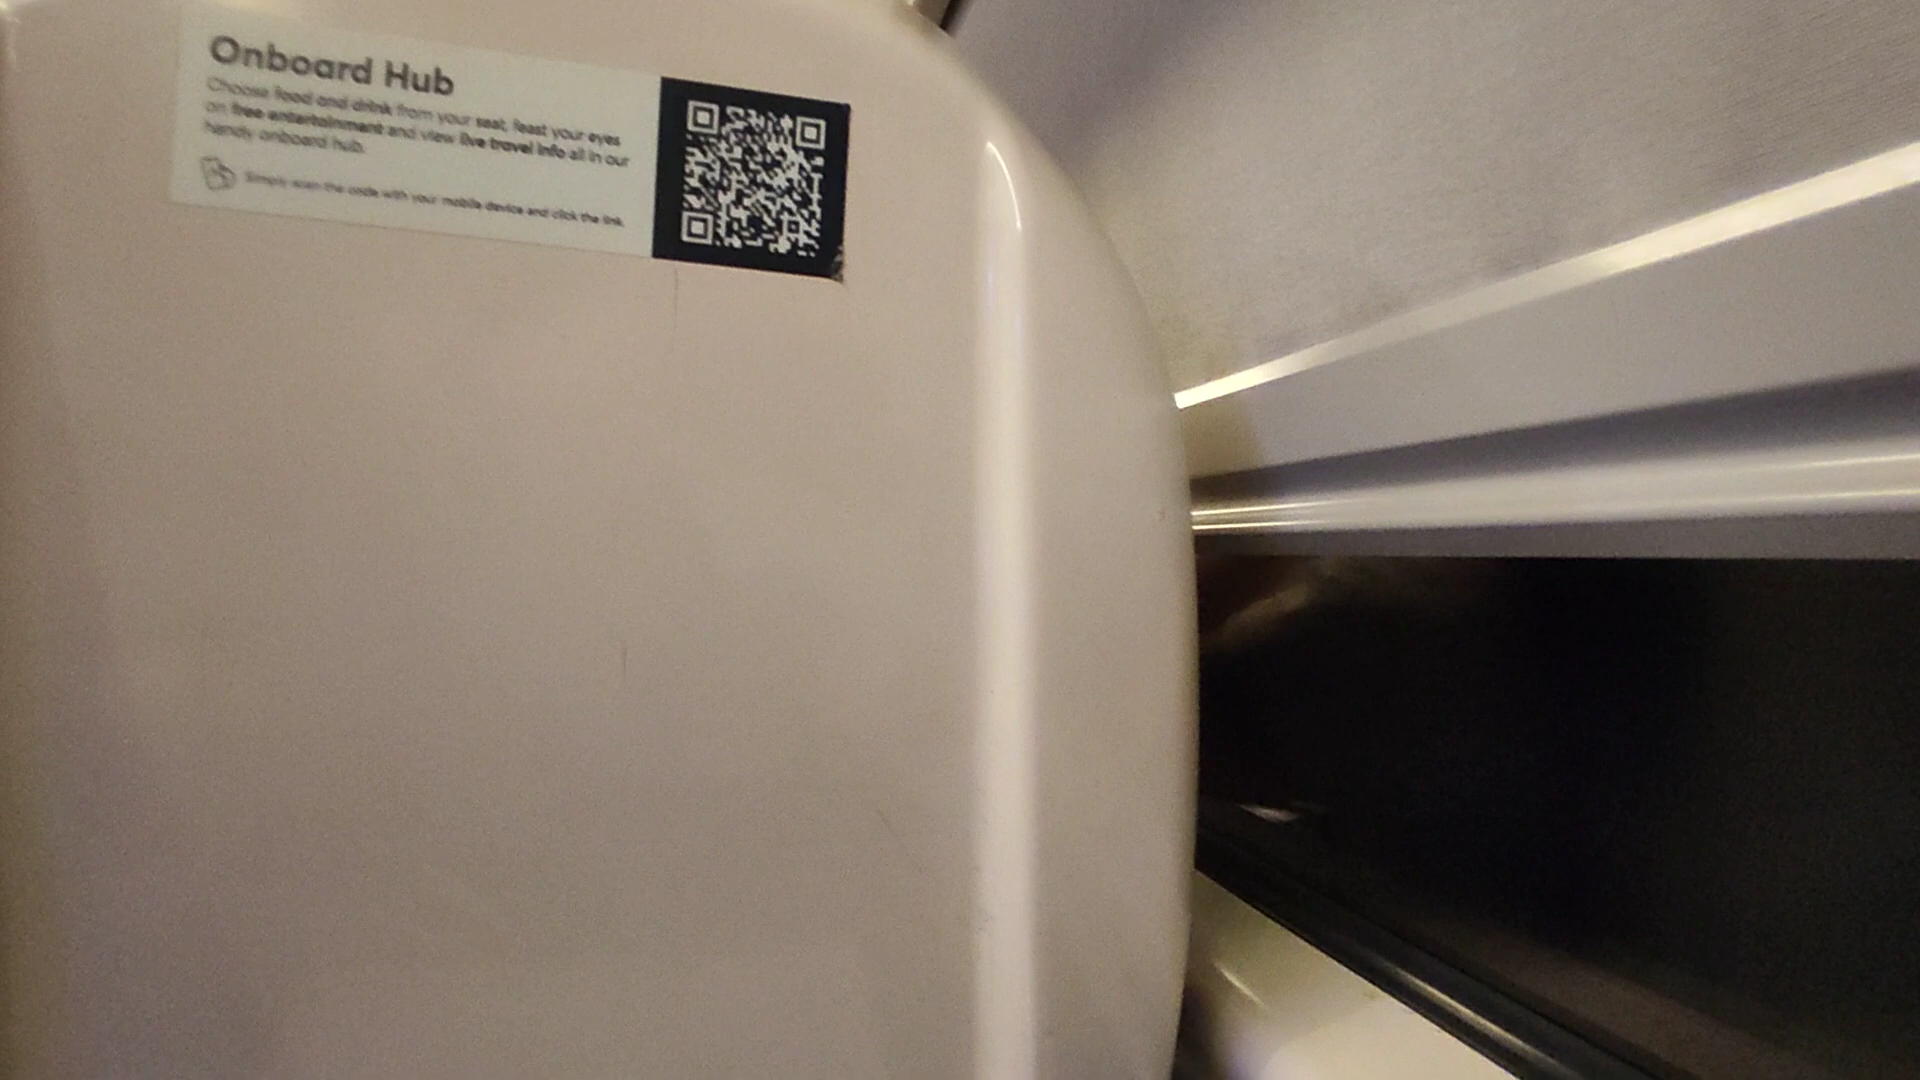 Onboard Hub
Choose food and drink from your seat, feast your eyes
on free entertainment and view live travel info all in our
handy onboard hub.
Simply scan the code with your mobile device and click the link.